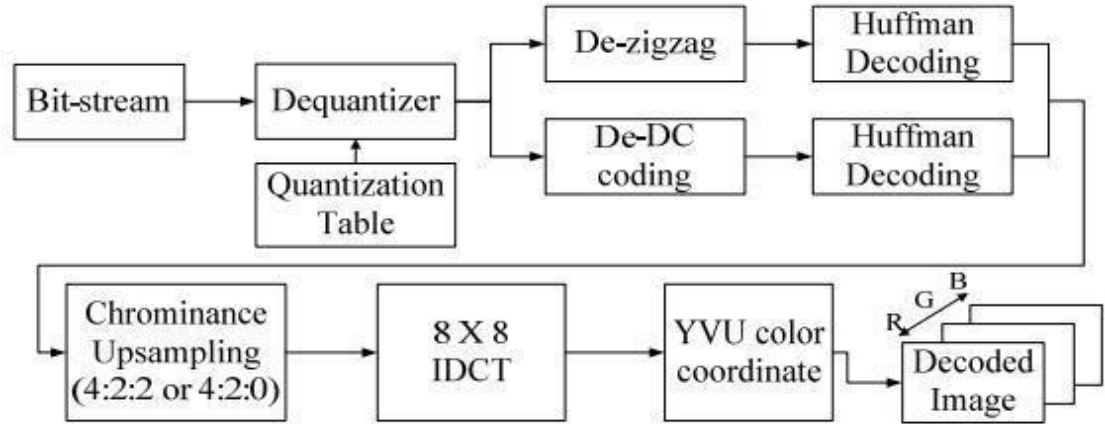 Bit-stream
Dequantizer
Quantization
Table
De-zigzag
Huffman
Decoding
De-DC
coding
Huffman
Decoding
Chrominance
Upsampling
(4:2:2 or 4:2:0)
8 X 8
IDCT
YVU color
coordinate
R
G
B
Decoded
Image